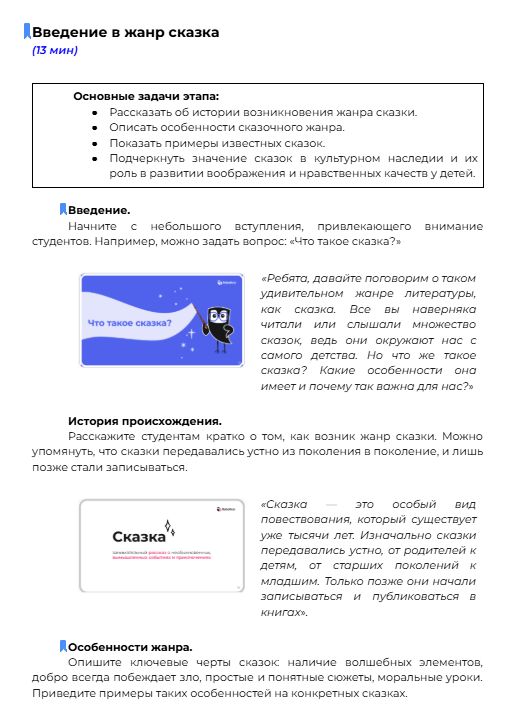 Введение в жанр сказка
(13 мин)
Основные задачи этапа:
● Рассказать об истории возникновения жанра сказки.
● Описать особенности сказочного жанра.
● Показать примеры известных сказок.
● Подчеркнуть значение сказок в культурном наследии и их
роль в развитии воображения и нравственных качеств у детей.
Введение.
Начните с небольшого вступления, привлекающего внимание
студентов. Например, можно задать вопрос: «Что такое сказка?»
Что такое сказка?
«Ребята, давайте поговорим о таком
удивительном жанре литературы,
как сказка. Все вы наверняка
читали или слышали множество
сказок, ведь они окружают нас с
самого детства. Но что же такое
сказка? Какие особенности она
имеет и почему так важна для нас?»
История происхождения.
Расскажите студентам кратко о том, как возник жанр сказки. Можно
упомянуть, что сказки передавались устно из поколения в поколение, и лишь
позже стали записываться.
Сказка
занимательный рассказ о необыкновенных,
вымышленных событиях и приключениях.
«Сказка — это особый вид
повествования, который существует
уже тысячи лет. Изначально сказки
передавались устно, от родителей к
детям, от старших поколений к
младшим. Только позже они начали
записываться и публиковаться в
книгах».
Особенности жанра.
Опишите ключевые черты сказок: наличие волшебных элементов,
добро всегда побеждает зло, простые и понятные сюжеты, моральные уроки.
Приведите примеры таких особенностей на конкретных сказках.